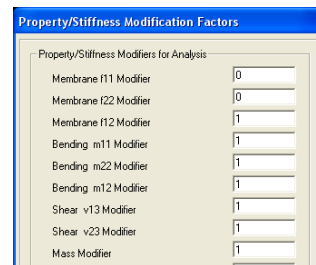 Property/Stiffness Modification Factors
Property/Stiffness Modifiers for Analysis
Membrane f11 Modifier 0
Membrane f22 Modifier 0
Membrane f12 Modifier 1
Bending m11 Modifier 1
Bending m22 Modifier 1
Bending m12 Modifier 1
Shear v13 Modifier 1
Shear v23 Modifier 1
Mass Modifier 1